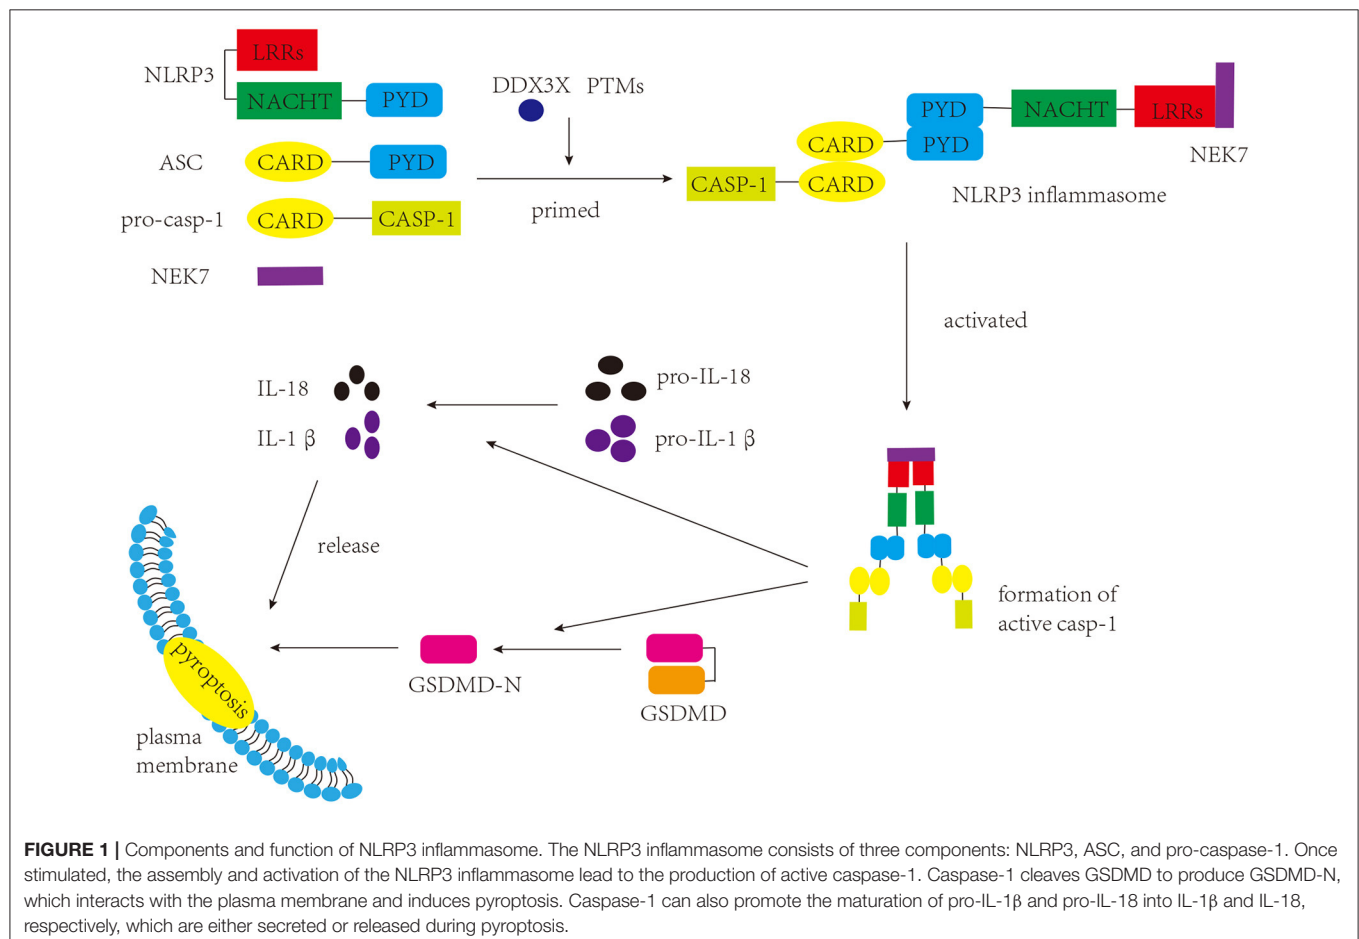 LRRs
NLRP3
NACHT
PYD
ASC
CARD
PYD
pro-casp-1
CARD
CASP-1
NEK7
DDX3X PTMs
primed
PYD
NACHT
LRRs
CARD
PYD
NEK7
CASP-1
CARD
NLRP3 inflammasome
activated
IL-18
pro-IL-18
IL-1 β
pro-IL-1 β
release
formation of
active casp-1
pyroptosis
GSDMD-N
GSDMD
plasma
membrane
FIGURE 1 | Components and function of NLRP3 inflammasome. The NLRP3 inflammasome consists of three components: NLRP3, ASC, and pro-caspase-1. Once
stimulated, the assembly and activation of the NLRP3 inflammasome lead to the production of active caspase-1. Caspase-1 cleaves GSDMD to produce GSDMD-N,
which interacts with the plasma membrane and induces pyroptosis. Caspase-1 can also promote the maturation of pro-IL-1β and pro-IL-18 into IL-1β and IL-18,
respectively, which are either secreted or released during pyroptosis.